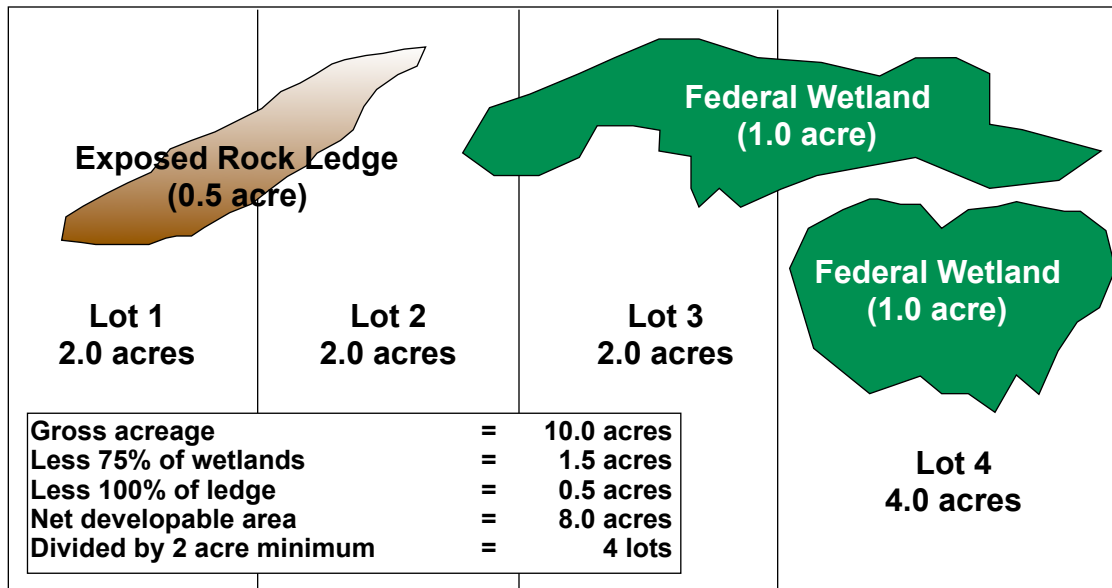 Federal Wetland
(1.0 acre)
Exposed Rock Ledge
(0.5 acre)
Federal Wetland
(1.0 acre)
Lot 1
2.0 acres
Lot 2
2.0 acres
Lot 3
2.0 acres
Lot 4
4.0 acres
Gross acreage = 10.0 acres
Less 75% of wetlands = 1.5 acres
Less 100% of ledge = 0.5 acres
Net developable area = 8.0 acres
Divided by 2 acre minimum = 4 lots